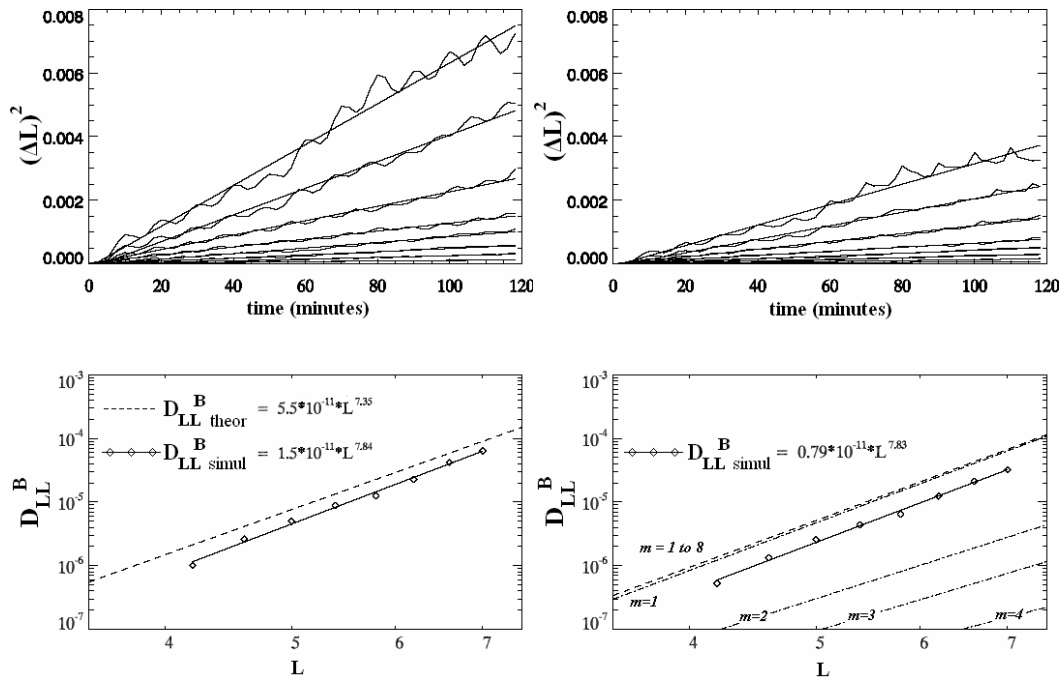 0.008
0.006
0.004
0.002
0.000
(ΔL)²
0 20 40 60 80 100 120
time (minutes)
0.008
0.006
0.004
0.002
0.000
(ΔL)²
0 20 40 60 80 100 120
time (minutes)
10⁻³
10⁻⁴
10⁻⁵
10⁻⁶
10⁻⁷
D_LL^B
D_LL^B theor = 5.5*10⁻¹¹*L^7.35
D_LL^B simul = 1.5*10⁻¹¹*L^7.84
4 5 6 7
L
10⁻³
10⁻⁴
10⁻⁵
10⁻⁶
10⁻⁷
D_LL^B
D_LL^B simul = 0.79*10⁻¹¹*L^7.83
m = 1 to 8
m=1
m=2
m=3
m=4
4 5 6 7
L